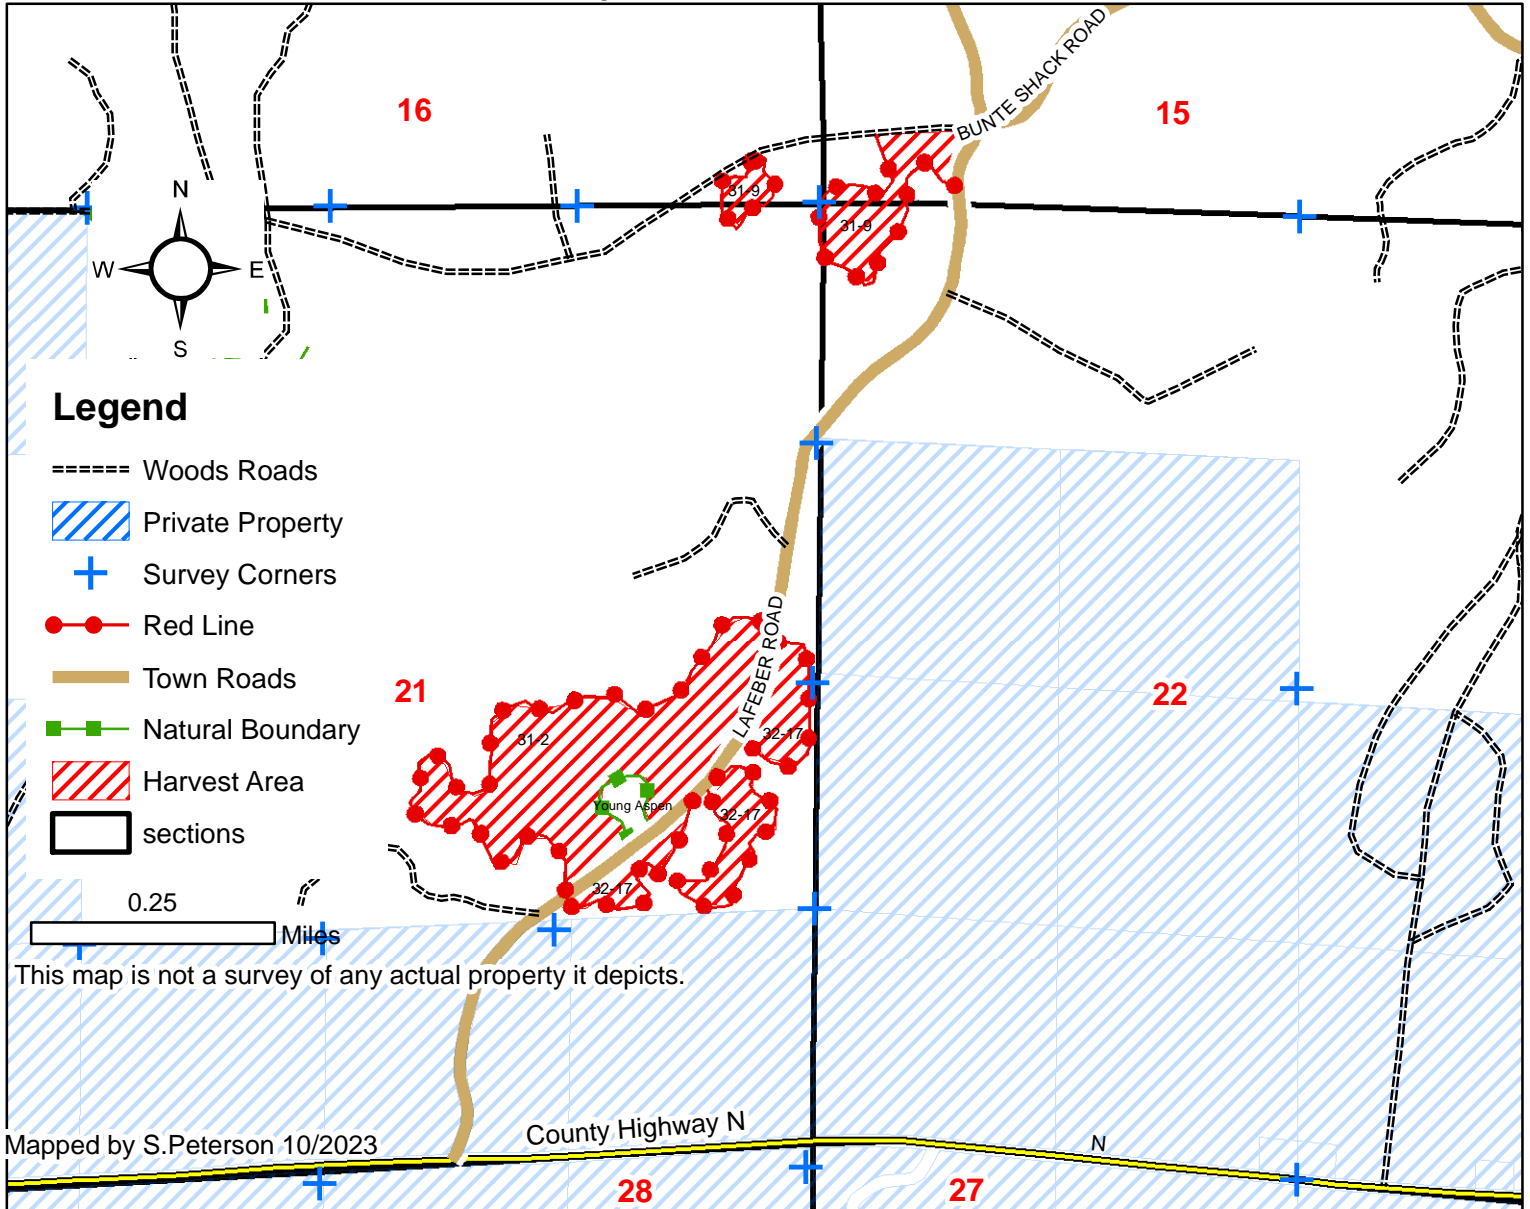 BUNTE SHACK ROAD
16
15
31-9
31-9
N
W
E
S
Legend
Woods Roads
Private Property
Survey Corners
Red Line
Town Roads
Natural Boundary
Harvest Area
sections
LAFEBER ROAD
21
22
31-2
32-17
Young Aspen
32-17
32-17
0.25
Miles
This map is not a survey of any actual property it depicts.
County Highway N
N
Mapped by S.Peterson 10/2023
28
27